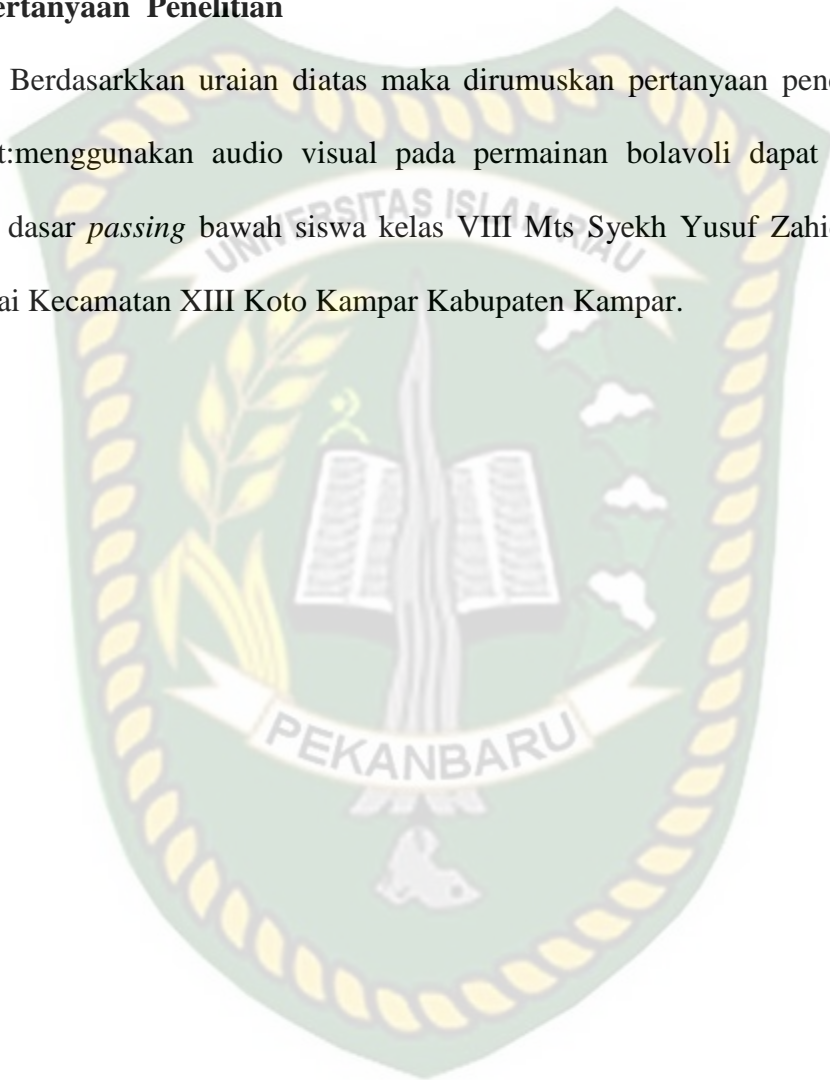 ertanyaan Penelitian
Berdasarkkan uraian diatas maka dirumuskan pertanyaan pen
t:menggunakan audio visual pada permainan bolavoli dapat
dasar passing bawah siswa kelas VIII Mts Syekh Yusuf Zahi
ai Kecamatan XIII Koto Kampar Kabupaten Kampar.
UNIVERSITAS ISLAM RIAU
PEKANBARU